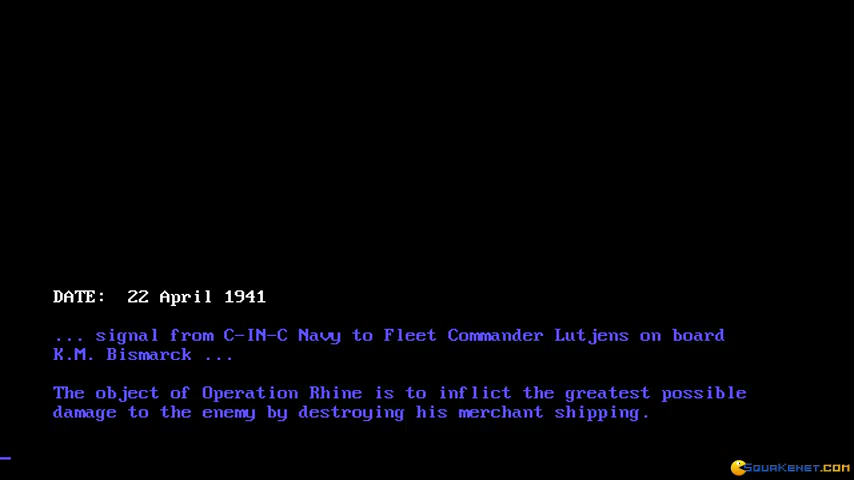 DATE:  22 April 1941
... signal from C-IN-C Navy to Fleet Commander Lutjens on board
K.M. Bismarck ...
The object of Operation Rhine is to inflict the greatest possible
damage to the enemy by destroying his merchant shipping.
SQUAKENET.COM